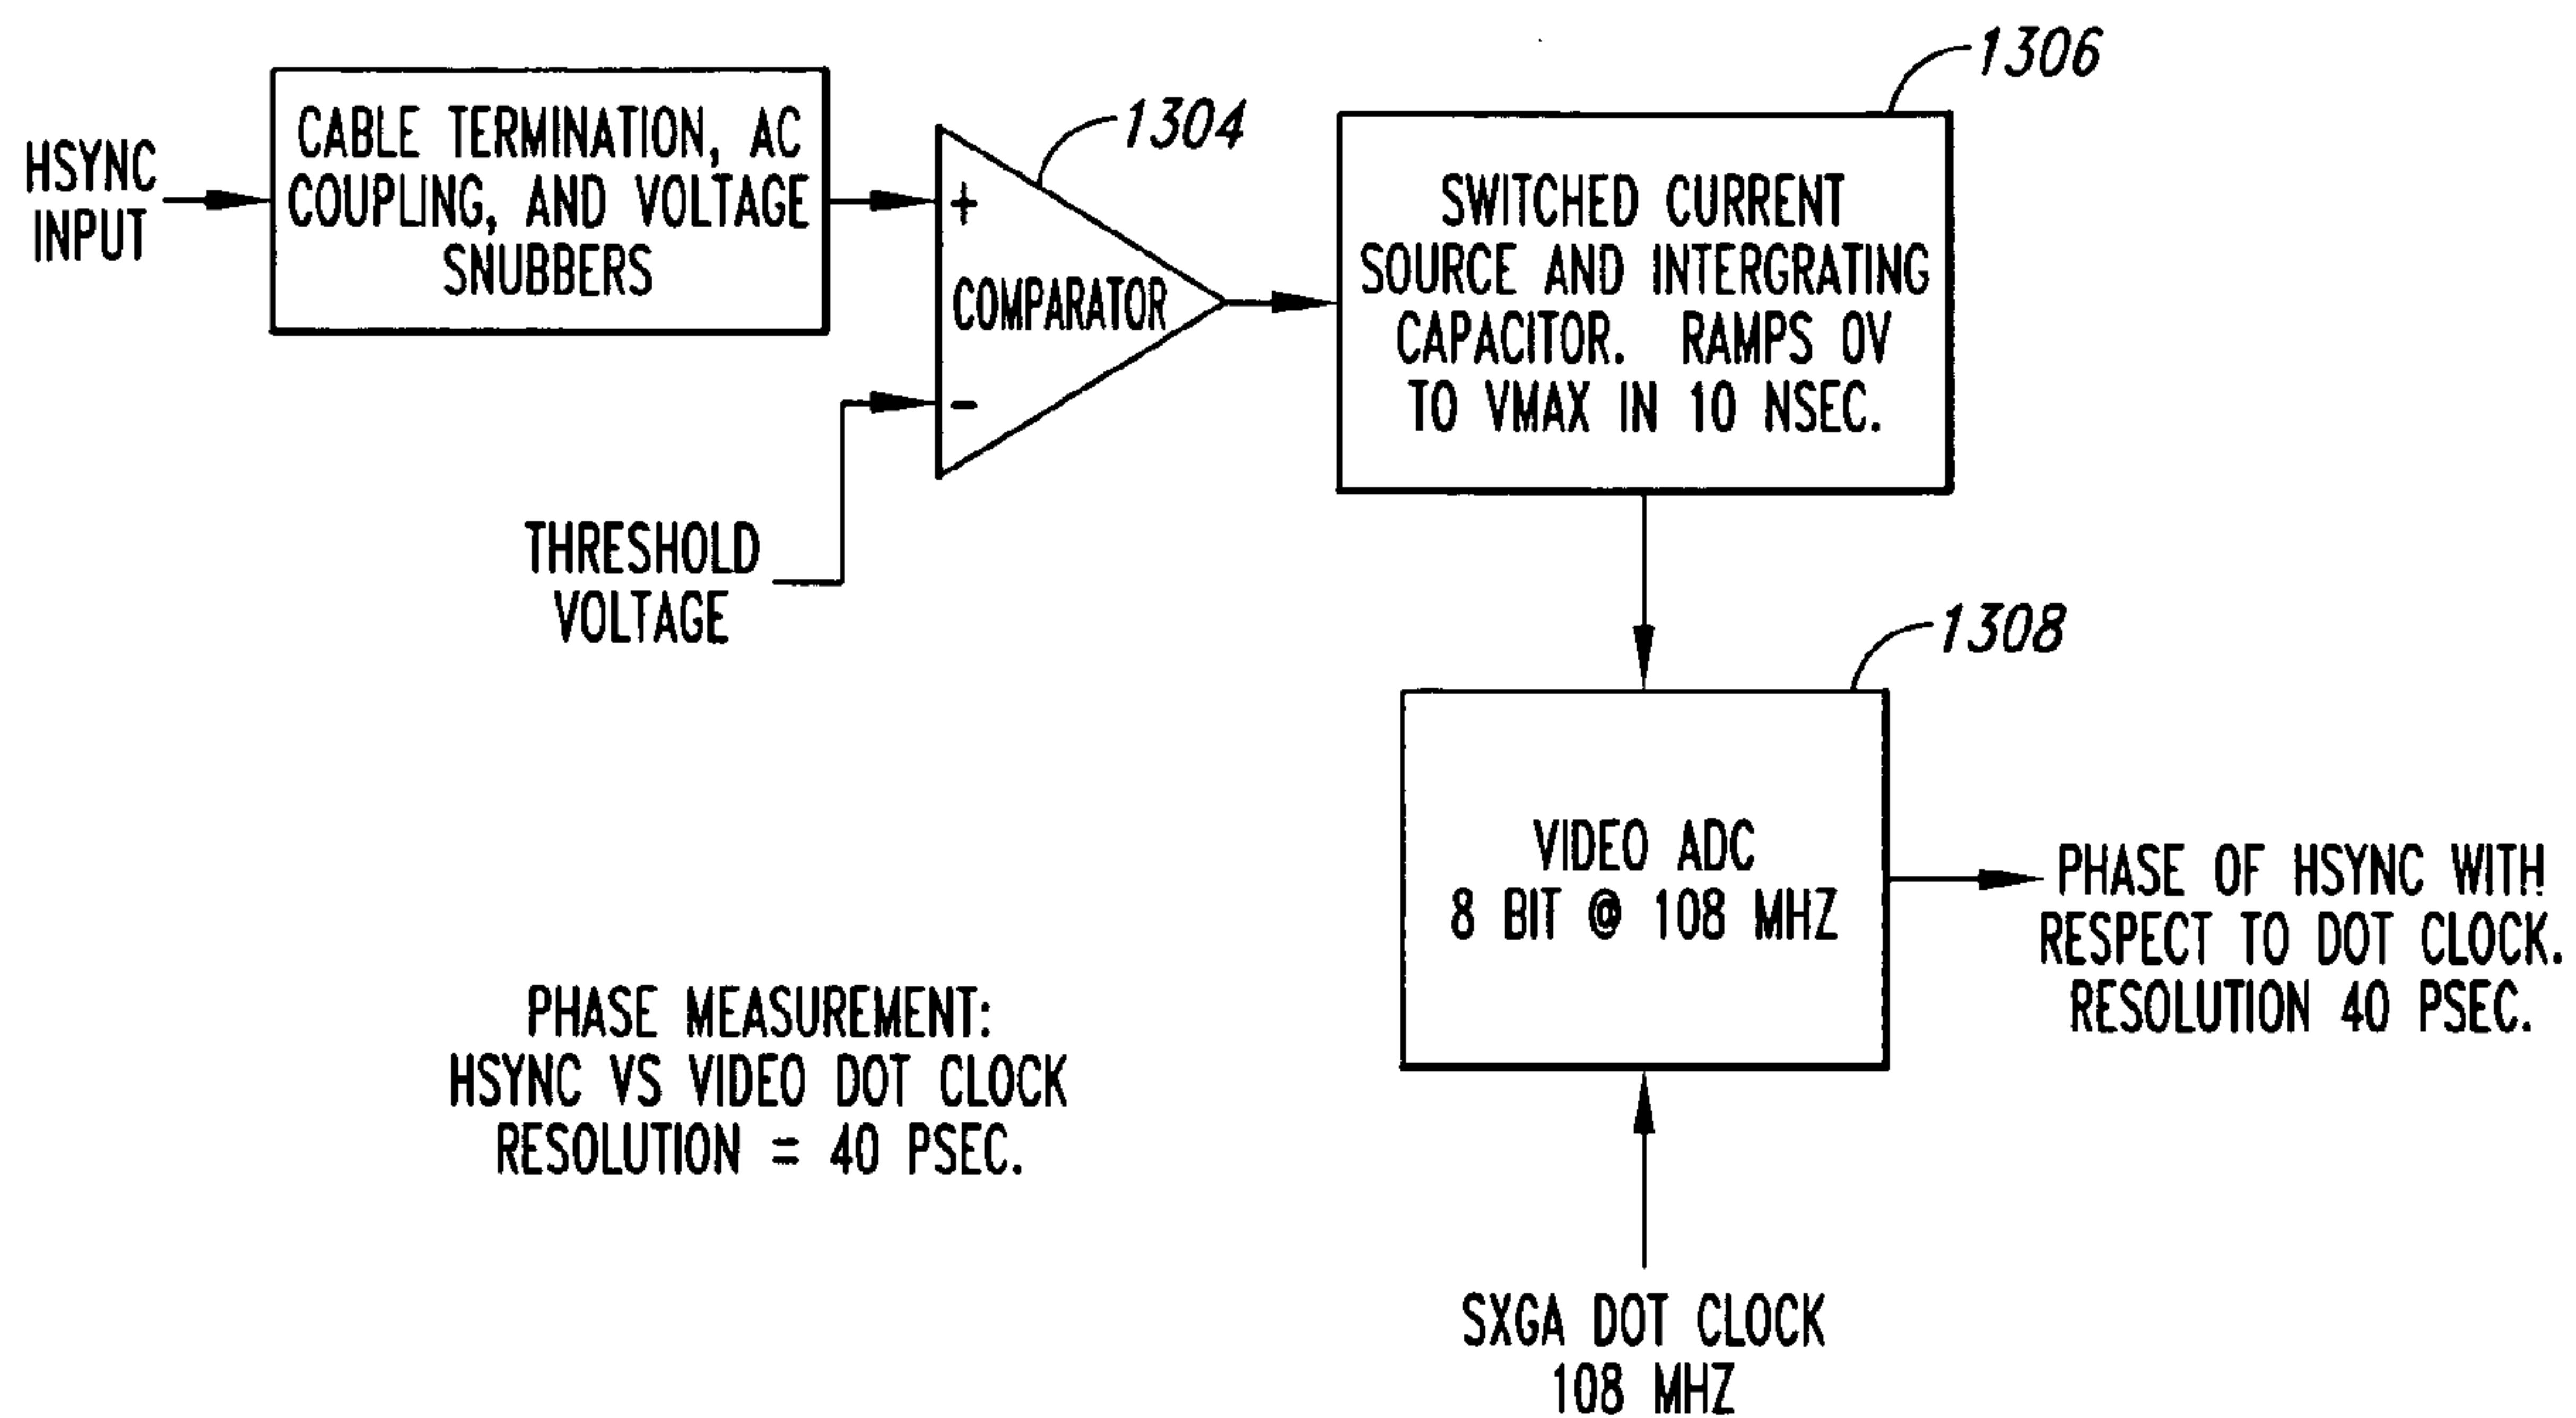 1306
HSYNC
INPUT
CABLE TERMINATION, AC
COUPLING, AND VOLTAGE
SNUBBERS
1304
+
COMPARATOR
-
THRESHOLD
VOLTAGE
SWITCHED CURRENT
SOURCE AND INTERGRATING
CAPACITOR. RAMPS 0V
TO VMAX IN 10 NSEC.
1308
VIDEO ADC
8 BIT @ 108 MHZ
PHASE OF HSYNC WITH
RESPECT TO DOT CLOCK.
RESOLUTION 40 PSEC.
PHASE MEASUREMENT:
HSYNC VS VIDEO DOT CLOCK
RESOLUTION = 40 PSEC.
SXGA DOT CLOCK
108 MHZ